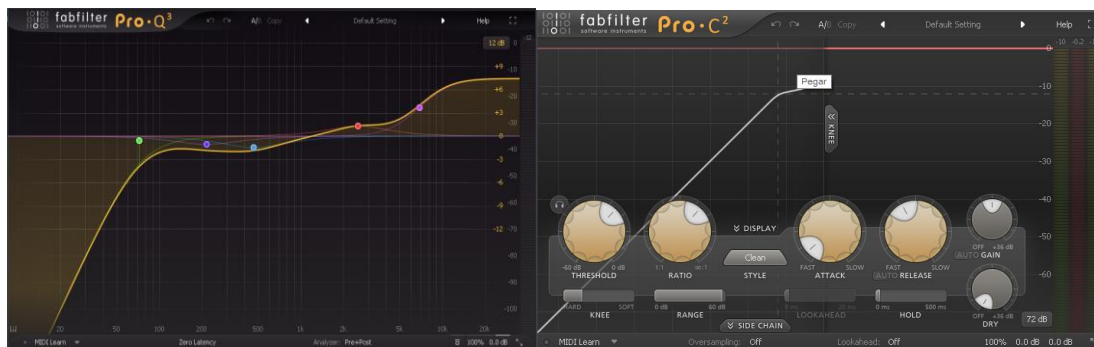 fabfilter Pro·Q³
software instruments
A/B Copy
Default Setting
Help
12 dB 0
+9 -10
+6 -20
+3 -30
0
-3 -50
-6 -60
-9 -70
-12 -80
-90
-100
20 50 100 200 500 1k 2k 5k 10k 20k
MIDI Learn Zero Latency Analyzer: Pre+Post 100% 0.0 dB
fabfilter Pro·C²
software instruments
A/B Copy
Default Setting
Help
-10 -0.2
0
Pegar
-10
-20
KNEE
-30
-40
-50
-60
DISPLAY
-60 dB 0 dB
THRESHOLD
1:1 ∞:1
RATIO
Clean
STYLE
FAST SLOW
ATTACK
FAST SLOW
AUTO RELEASE
OFF +36 dB
AUTO GAIN
HARD SOFT
KNEE
0 dB 60 dB
RANGE
LOOKAHEAD
0 ms 500 ms
HOLD
OFF +36 dB
DRY
72 dB
SIDE CHAIN
MIDI Learn Oversampling: Off Lookahead: Off 100% 0.0 dB 0.0 dB